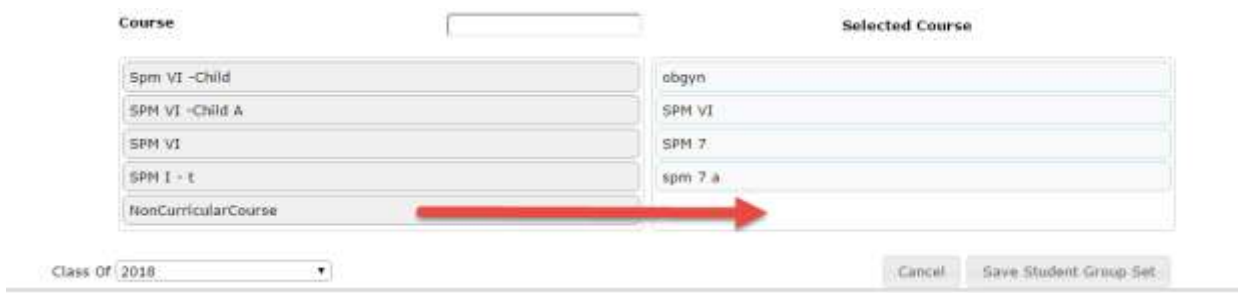 Course Selected Course
Spm VI -Child obgyn
SPM VI -Child A SPM VI
SPM VI SPM 7
SPM I - t spm 7 a
NonCurricularCourse
Class Of 2018 Cancel Save Student Group Set